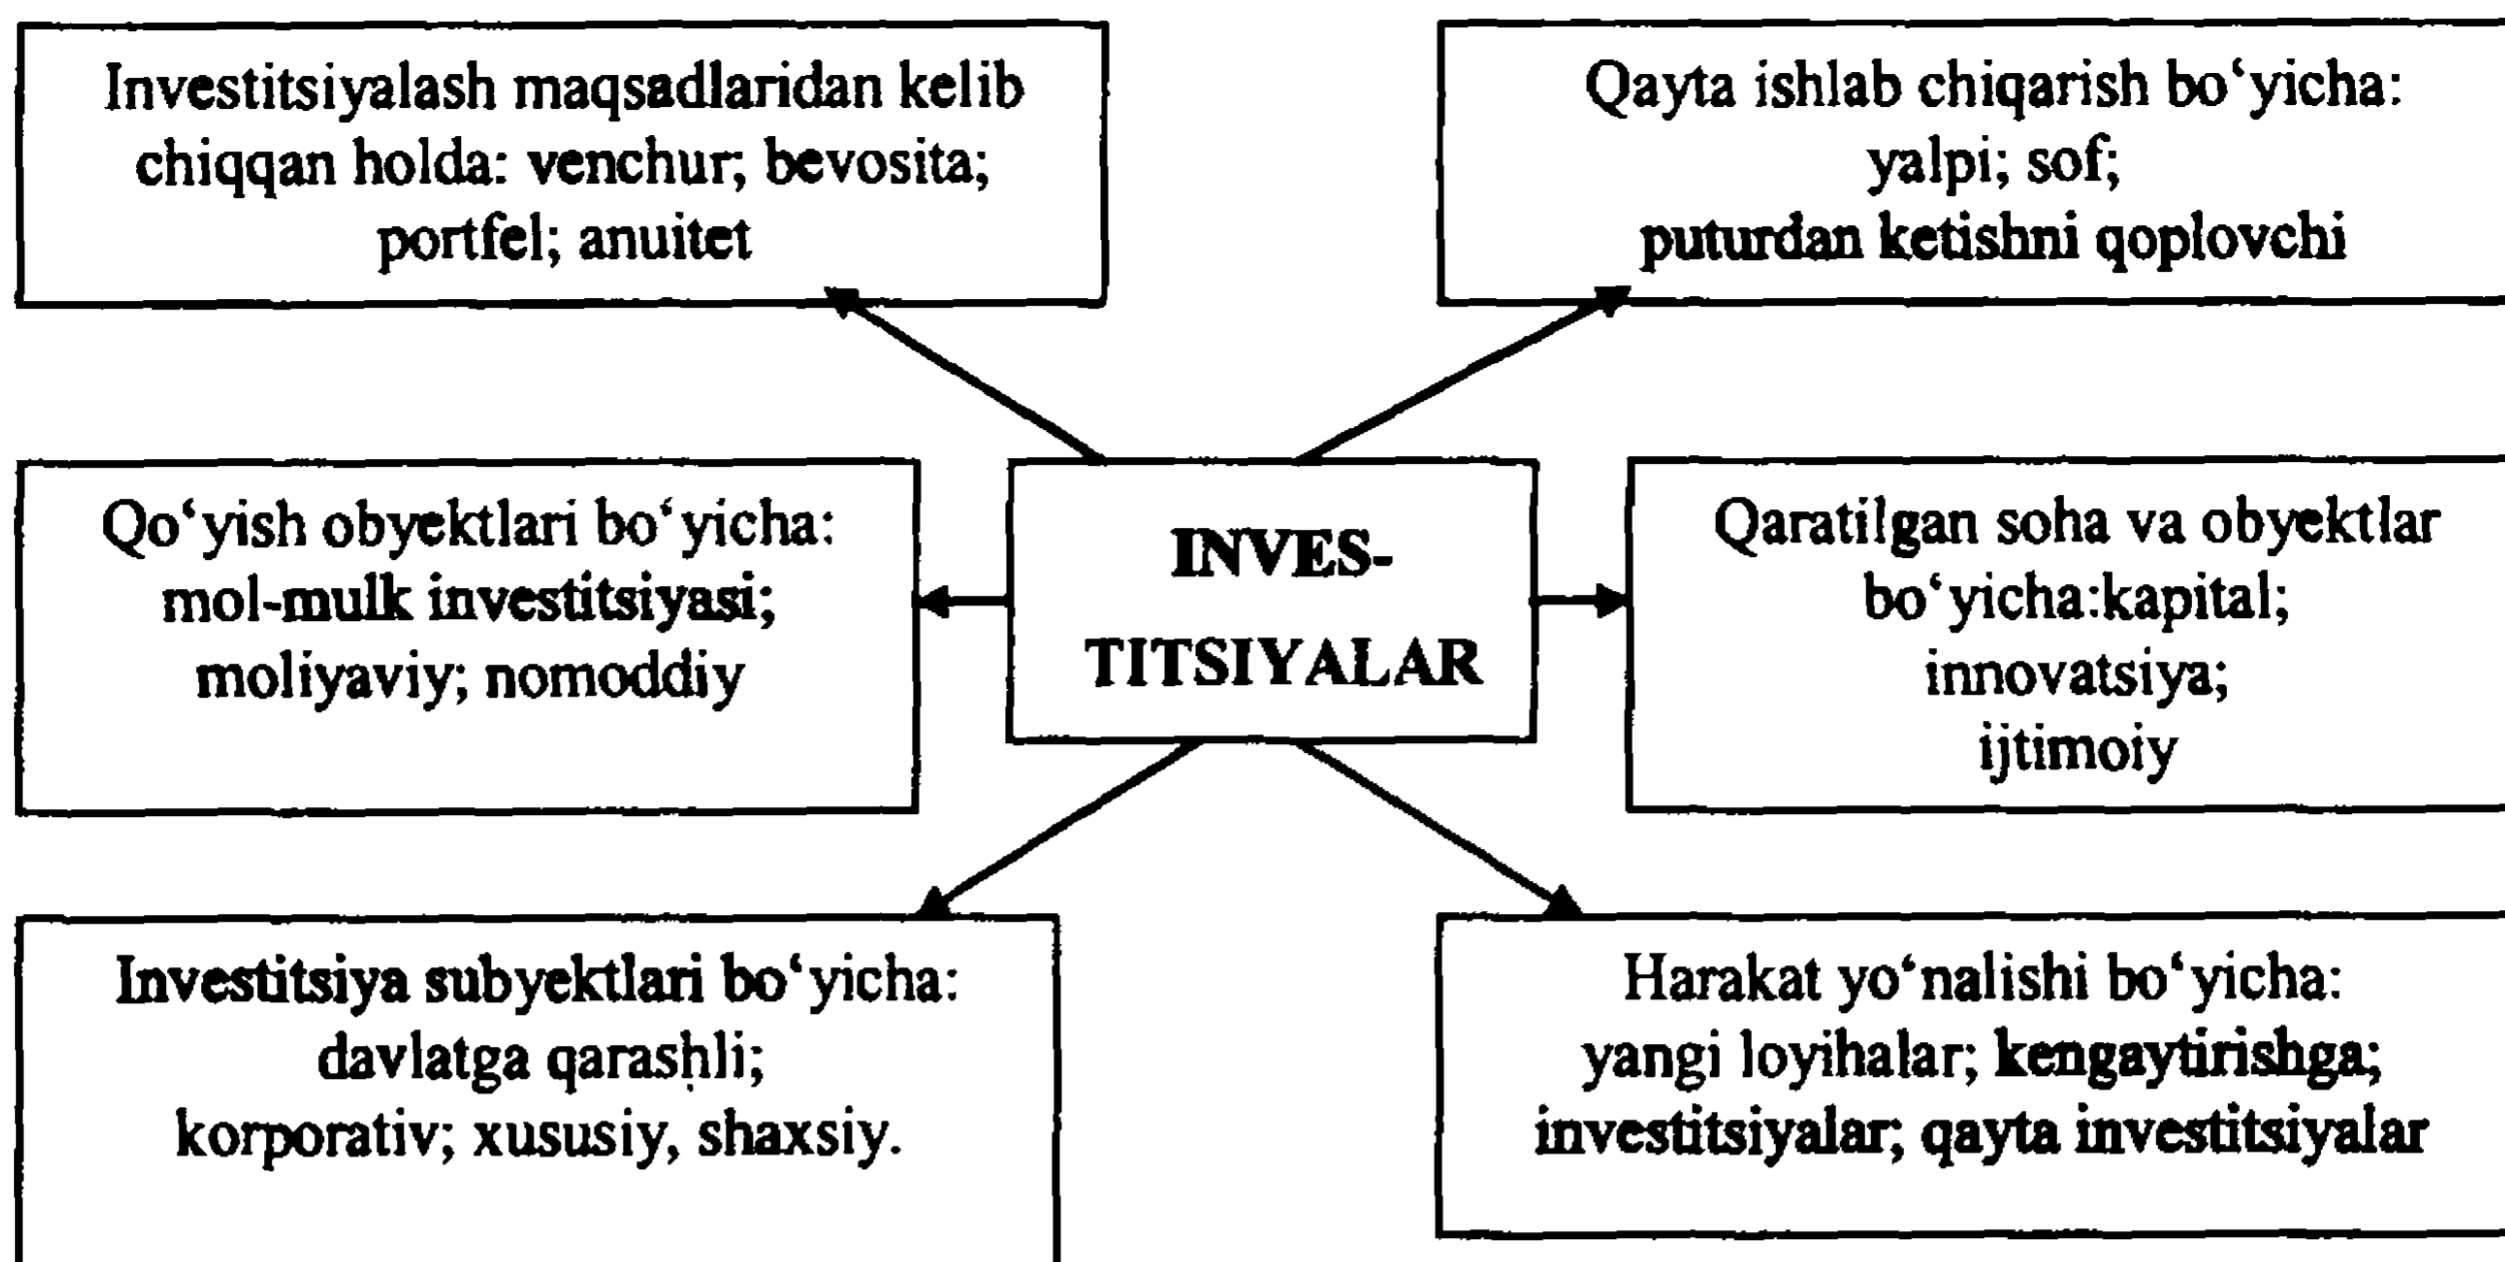 Investitsiyalash maqsadlaridan kelib
chiqqan holda: venchur; bevosita;
portfel; anuitet
Qayta ishlab chiqarish bo‘yicha:
yalpi; sof;
puturdan ketishni qoplovchi
Qo‘yish obyektlari bo‘yicha:
mol-mulk investitsiyasi;
moliyaviy; nomoddiy
INVES-
TITSIYALAR
Qaratilgan soha va obyektlar
bo‘yicha:kapital;
innovatsiya;
ijtimoiy
Investitsiya subyektlari bo‘yicha:
davlatga qarashli;
korporativ; xususiy, shaxsiy.
Harakat yo‘nalishi bo‘yicha:
yangi loyihalar; kengaytirishga;
investitsiyalar; qayta investitsiyalar